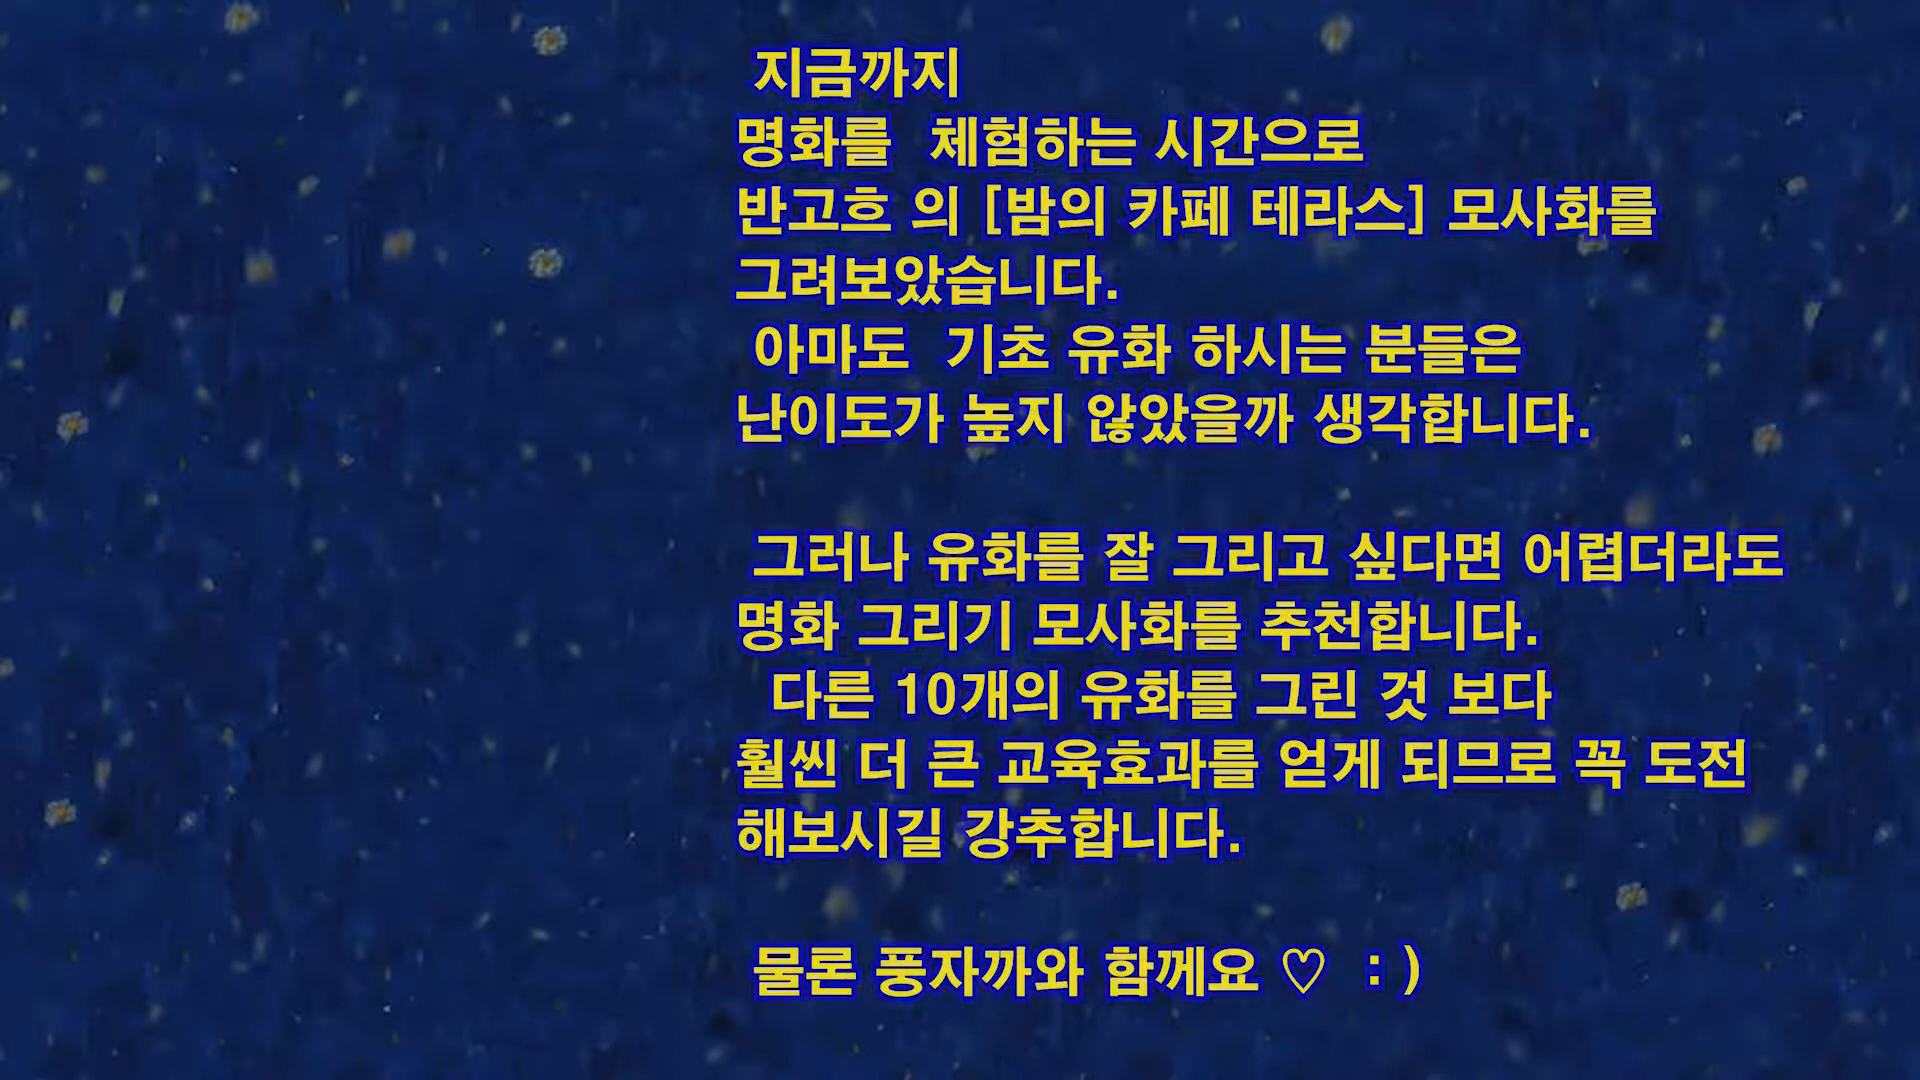 지금까지
명화를 체험하는 시간으로
반고흐 의 [밤의 카페 테라스] 모사화를
그려보았습니다.
아마도 기초 유화 하시는 분들은
난이도가 높지 않았을까 생각합니다.
그러나 유화를 잘 그리고 싶다면 어렵더라도
명화 그리기 모사화를 추천합니다.
다른 10개의 유화를 그린 것 보다
훨씬 더 큰 교육효과를 얻게 되므로 꼭 도전
해보시길 강추합니다.
물론 풍자까와 함께요 ♡ : )